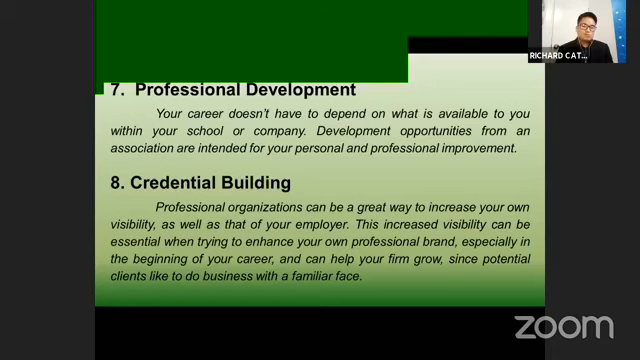 RICHARD CAT...
7. Professional Development
Your career doesn't have to depend on what is available to you
within your school or company. Development opportunities from an
association are intended for your personal and professional improvement.
8. Credential Building
Professional organizations can be a great way to increase your own
visibility, as well as that of your employer. This increased visibility can be
essential when trying to enhance your own professional brand, especially in
the beginning of your career, and can help your firm grow, since potential
clients like to do business with a familiar face.
zoom